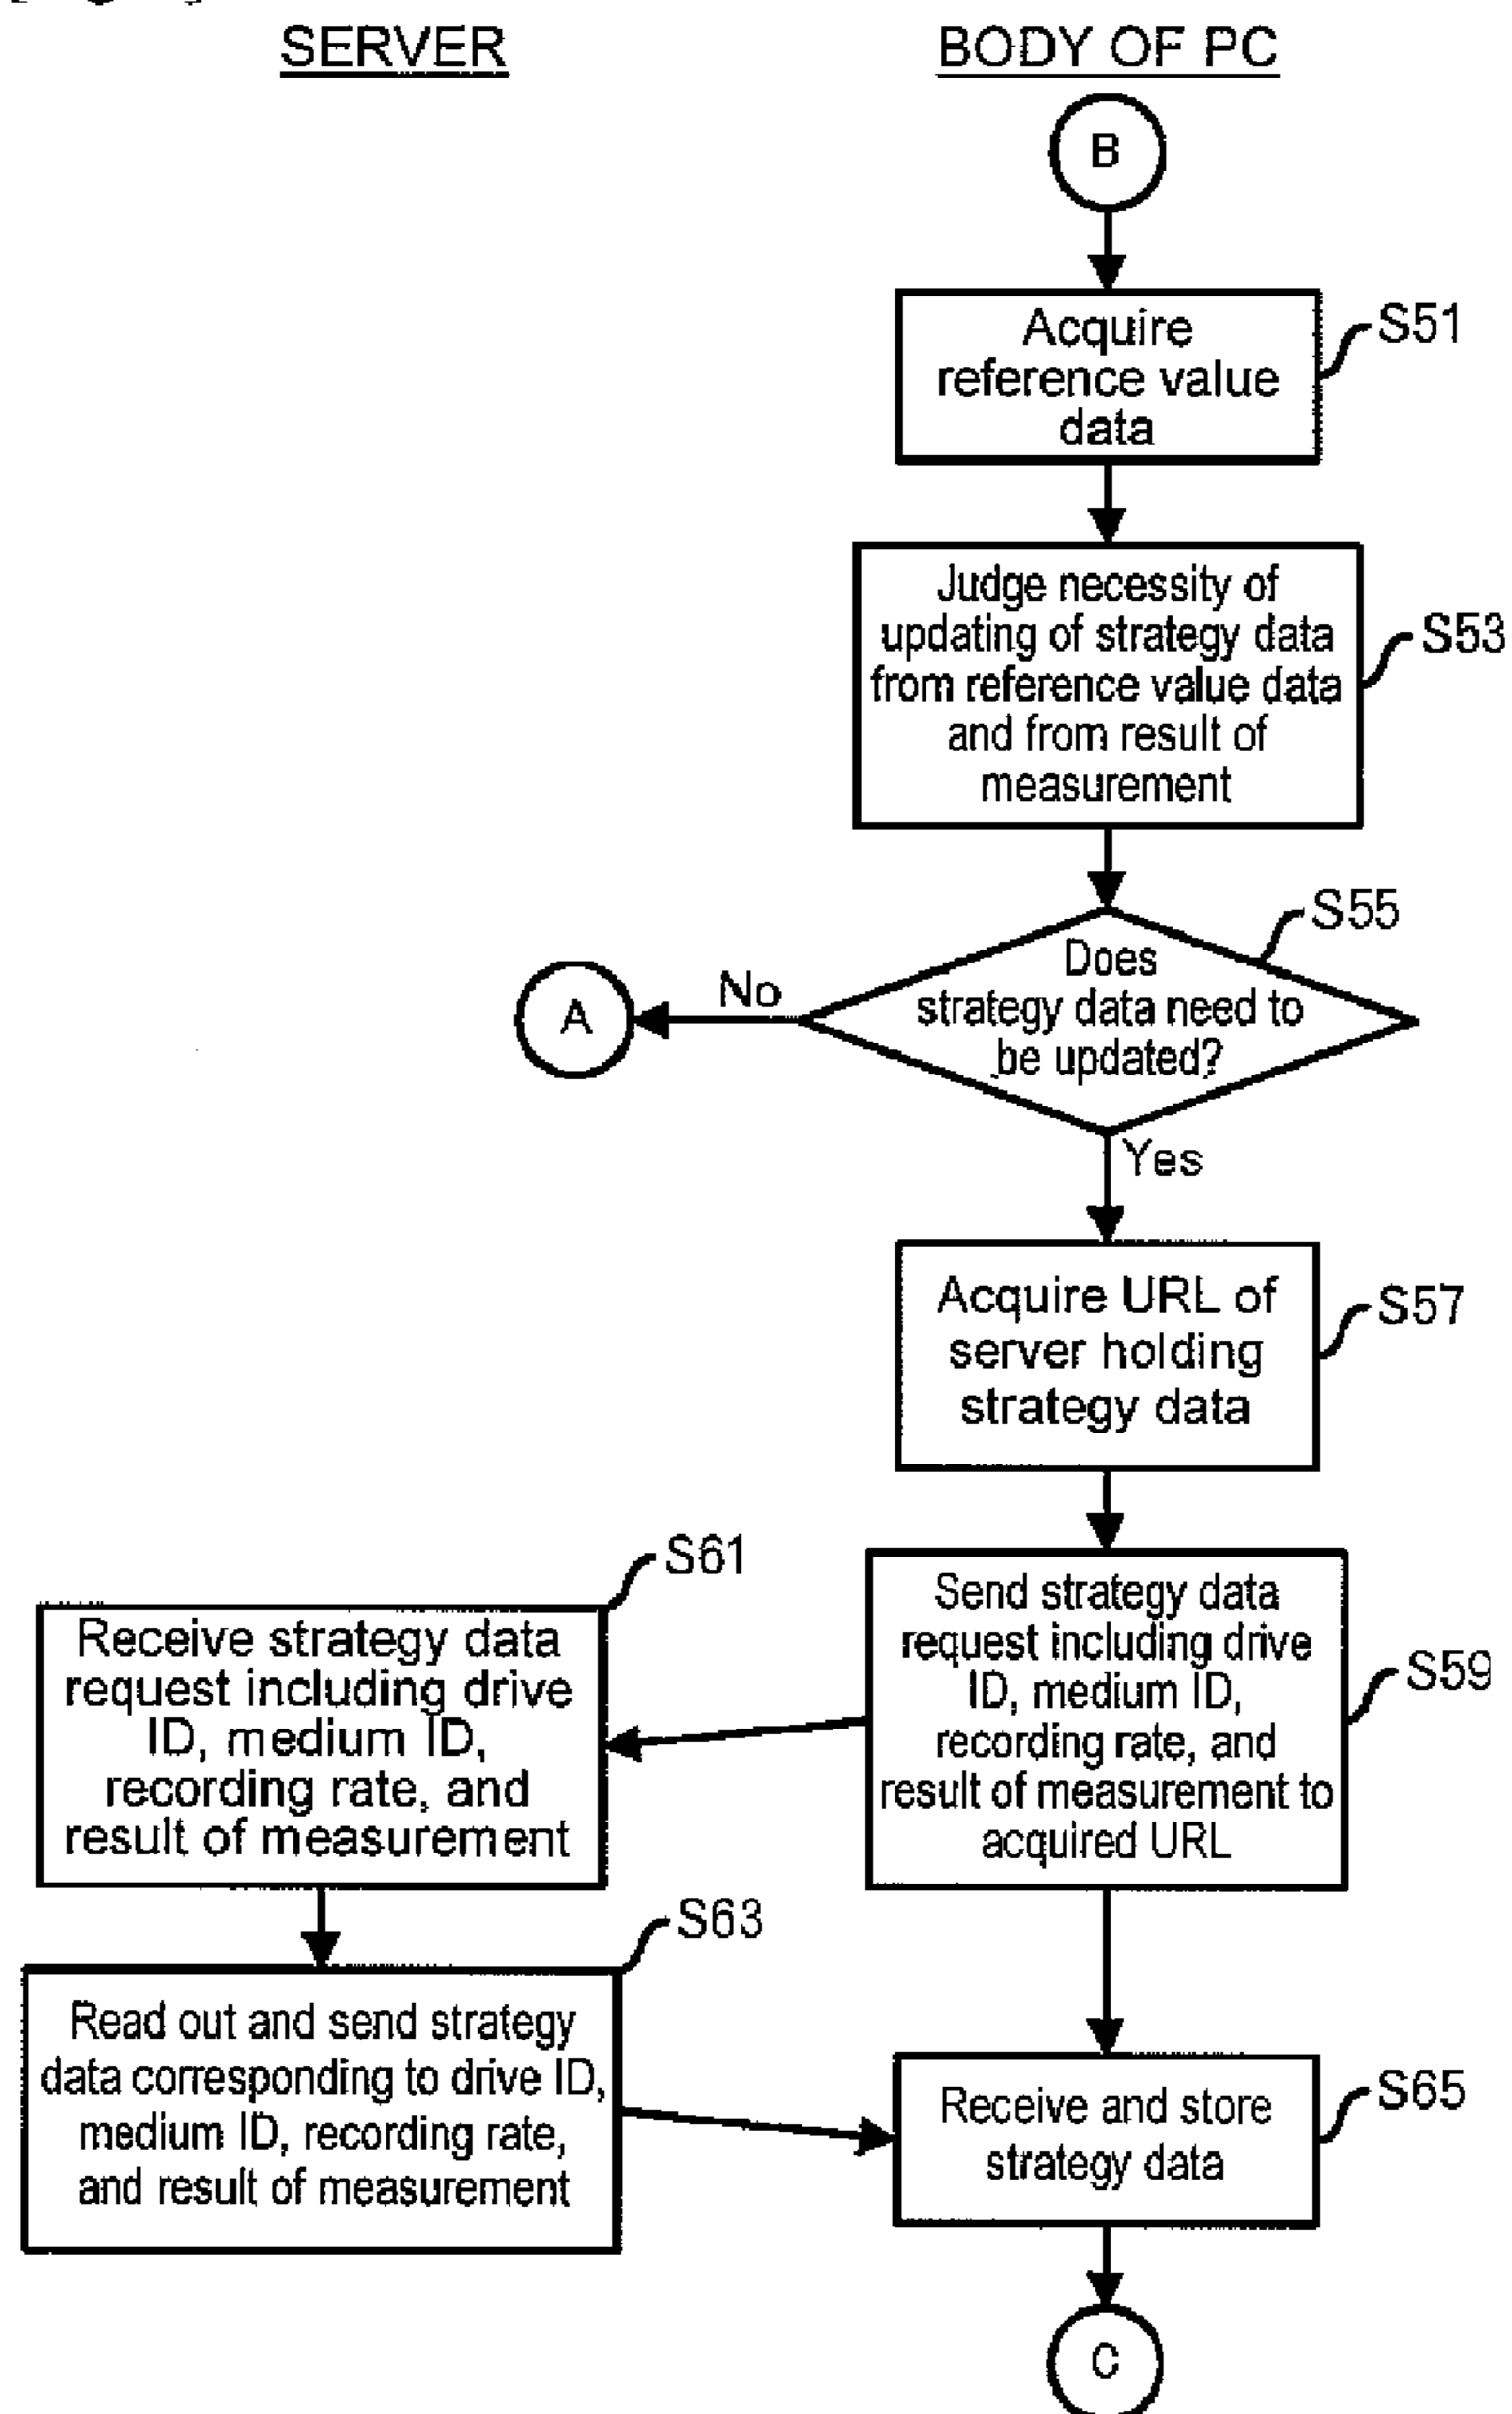 SERVER
BODY OF PC
B
Acquire
reference value
data
S51
Judge necessity of
updating of strategy data
from reference value data
and from result of
measurement
S53
Does
strategy data need to
be updated?
S55
No
A
Yes
Acquire URL of
server holding
strategy data
S57
Send strategy data
request including drive
ID, medium ID,
recording rate, and
result of measurement to
acquired URL
S59
S61
Receive strategy data
request including drive
ID, medium ID,
recording rate, and
result of measurement
S63
Read out and send strategy
data corresponding to drive ID,
medium ID, recording rate,
and result of measurement
Receive and store
strategy data
S65
C